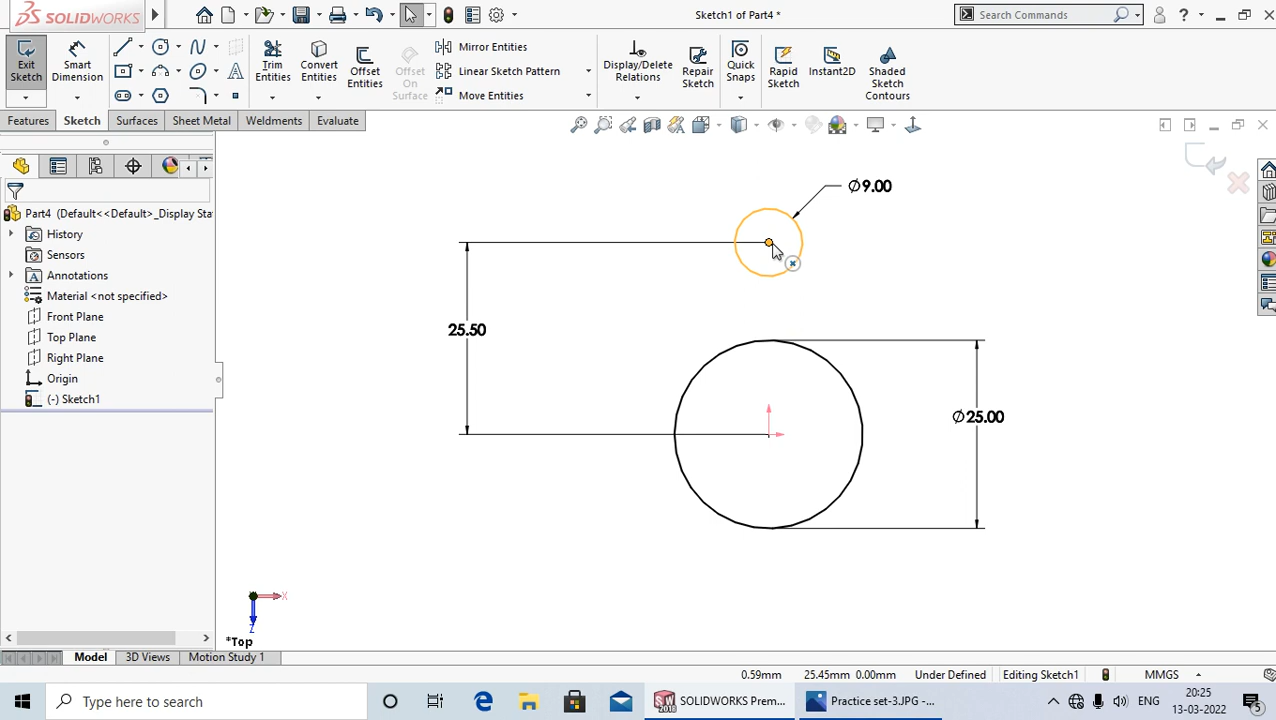 SOLIDWORKS
Sketch1 of Part4 *
Search Commands
?
Exit Sketch
Smart Dimension
Trim Entities
Convert Entities
Offset Entities
Offset On Surface
Mirror Entities
Linear Sketch Pattern
Move Entities
Display/Delete Relations
Repair Sketch
Quick Snaps
Rapid Sketch
Instant2D
Shaded Sketch Contours
Features
Sketch
Surfaces
Sheet Metal
Weldments
Evaluate
Part4 (Default<<Default>_Display Sta
History
Sensors
Annotations
Material <not specified>
Front Plane
Top Plane
Right Plane
Origin
(-) Sketch1
∅9.00
25.50
∅25.00
X
Z
*Top
Model
3D Views
Motion Study 1
0.59mm
25.45mm 0.00mm
Under Defined
Editing Sketch1
MMGS
Type here to search
SOLIDWORKS Prem...
Practice set-3.JPG -...
ENG
20:25
13-03-2022
5